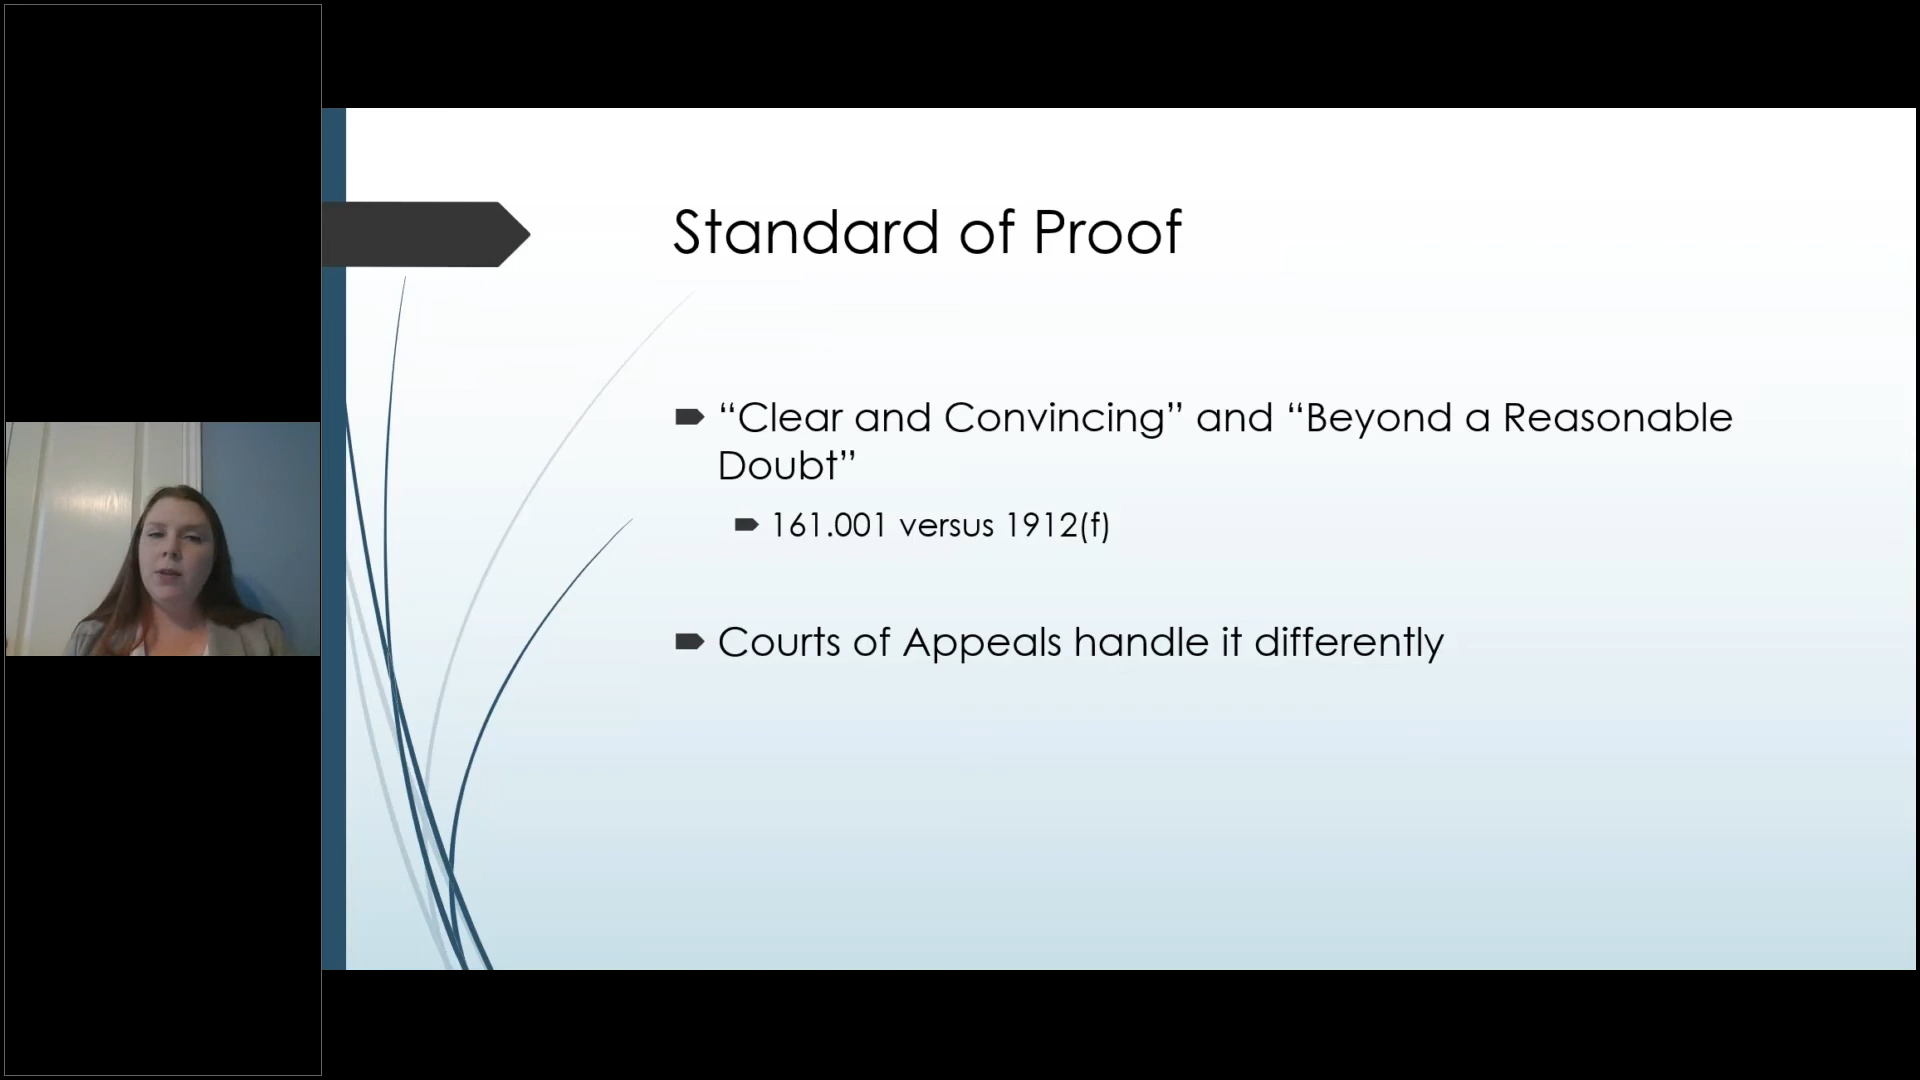 Standard of Proof
“Clear and Convincing” and “Beyond a Reasonable
Doubt”
161.001 versus 1912(f)
Courts of Appeals handle it differently